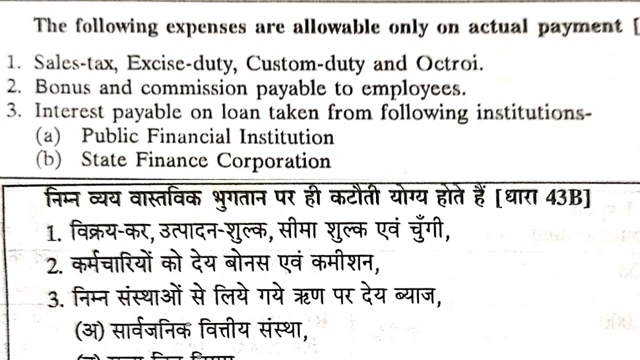 The following expenses are allowable only on actual payment [
1. Sales-tax, Excise-duty, Custom-duty and Octroi.
2. Bonus and commission payable to employees.
3. Interest payable on loan taken from following institutions-
(a) Public Financial Institution
(b) State Finance Corporation
निम्न व्यय वास्तविक भुगतान पर ही कटौती योग्य होते हैं [धारा 43B]
1. विक्रय-कर, उत्पादन-शुल्क, सीमा शुल्क एवं चुँगी,
2. कर्मचारियों को देय बोनस एवं कमीशन,
3. निम्न संस्थाओं से लिये गये ऋण पर देय ब्याज,
(अ) सार्वजनिक वित्तीय संस्था,